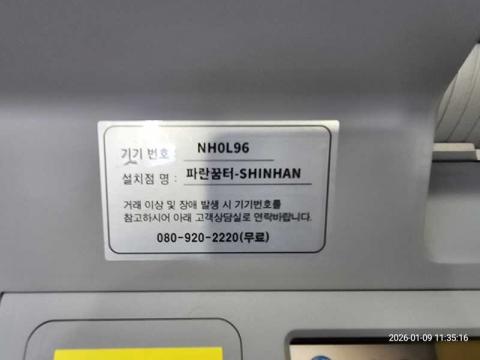 기기 번호 : NH0L96
설치점 명 : 파란꿈터-SHINHAN
거래 이상 및 장애 발생 시 기기번호를
참고하시어 아래 고객상담실로 연락바랍니다.
080-920-2220(무료)
2026-01-09 11:35:16